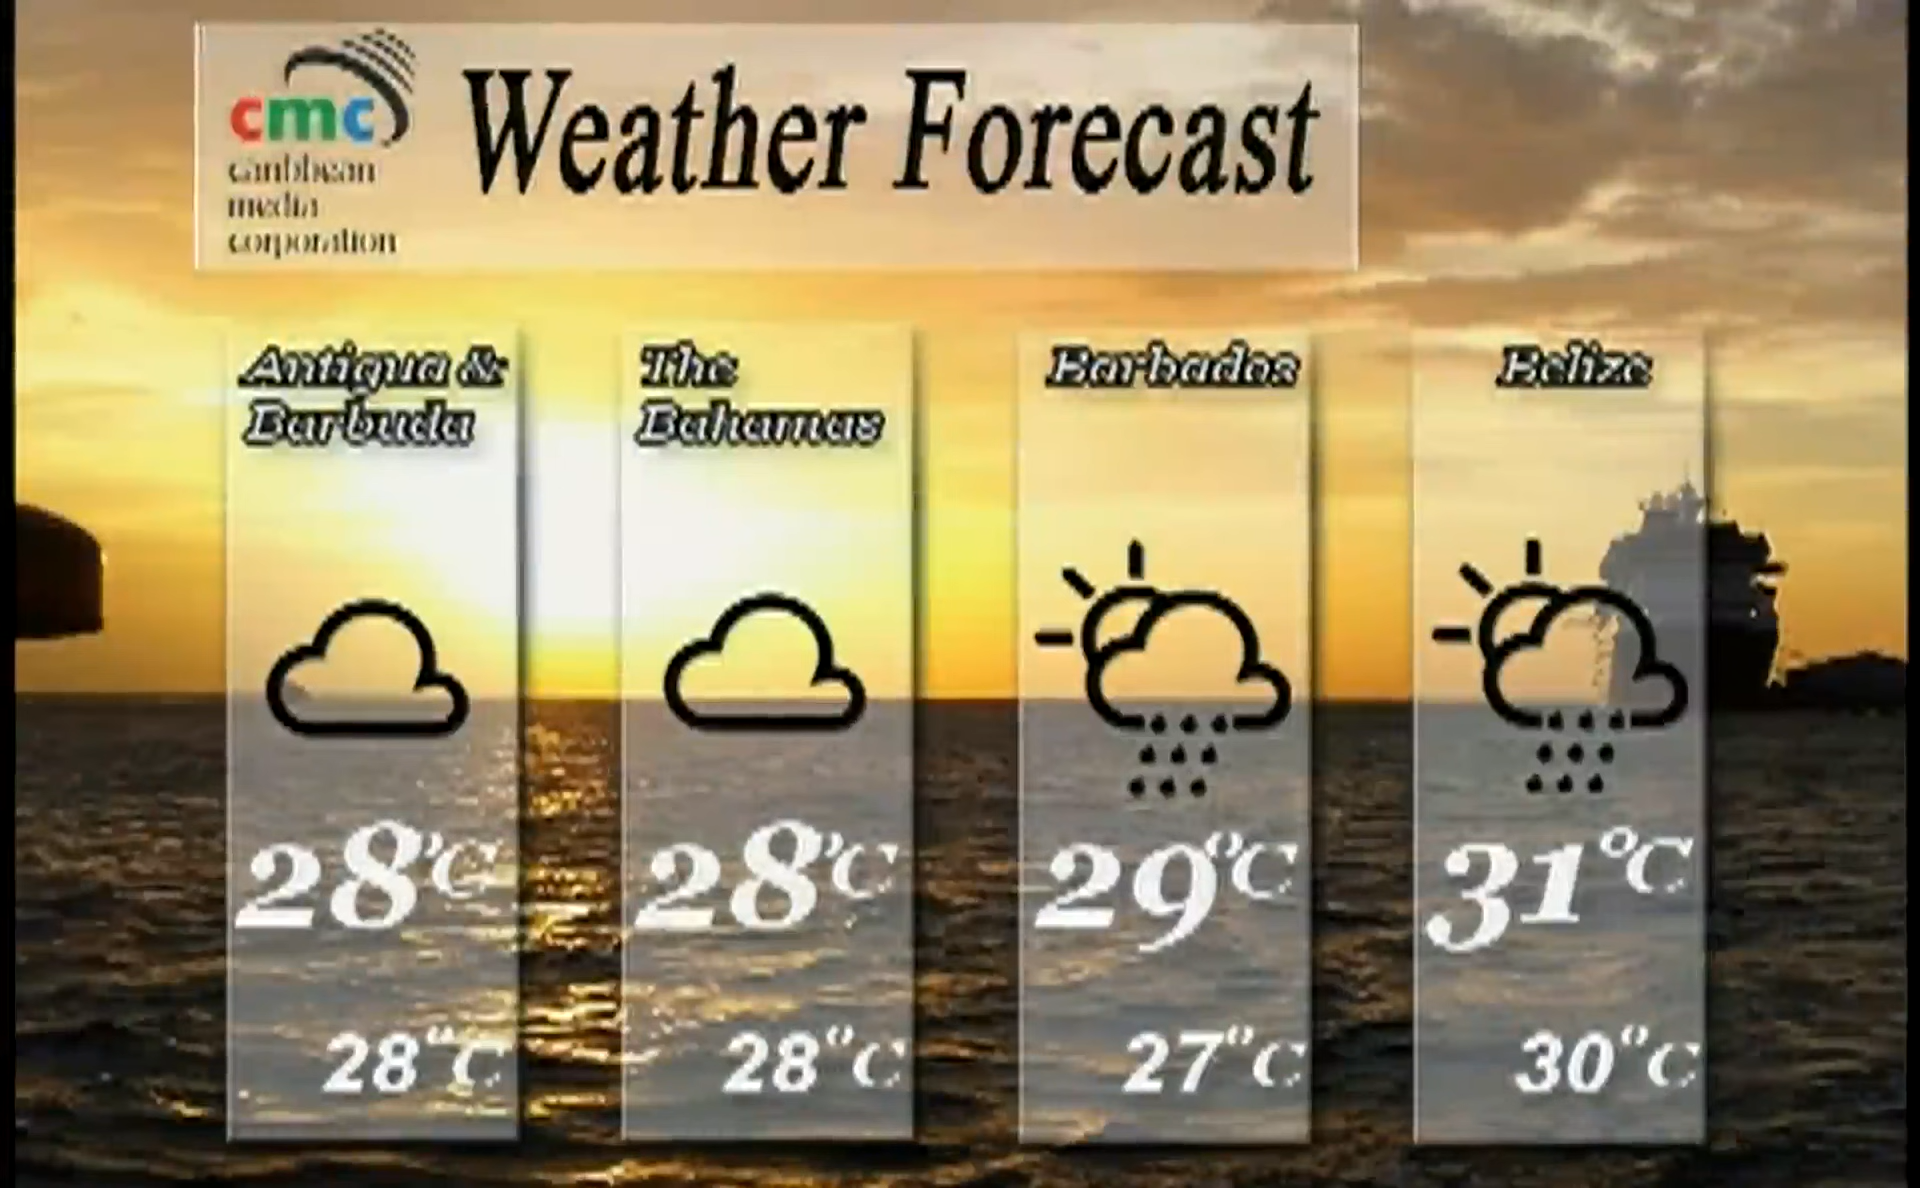 cmc
caribbean
media
corporation
Weather Forecast
Antigua &
Barbuda
28°C
28°C
The
Bahamas
28°C
28°C
Barbados
29°C
27°C
Belize
31°C
30°C